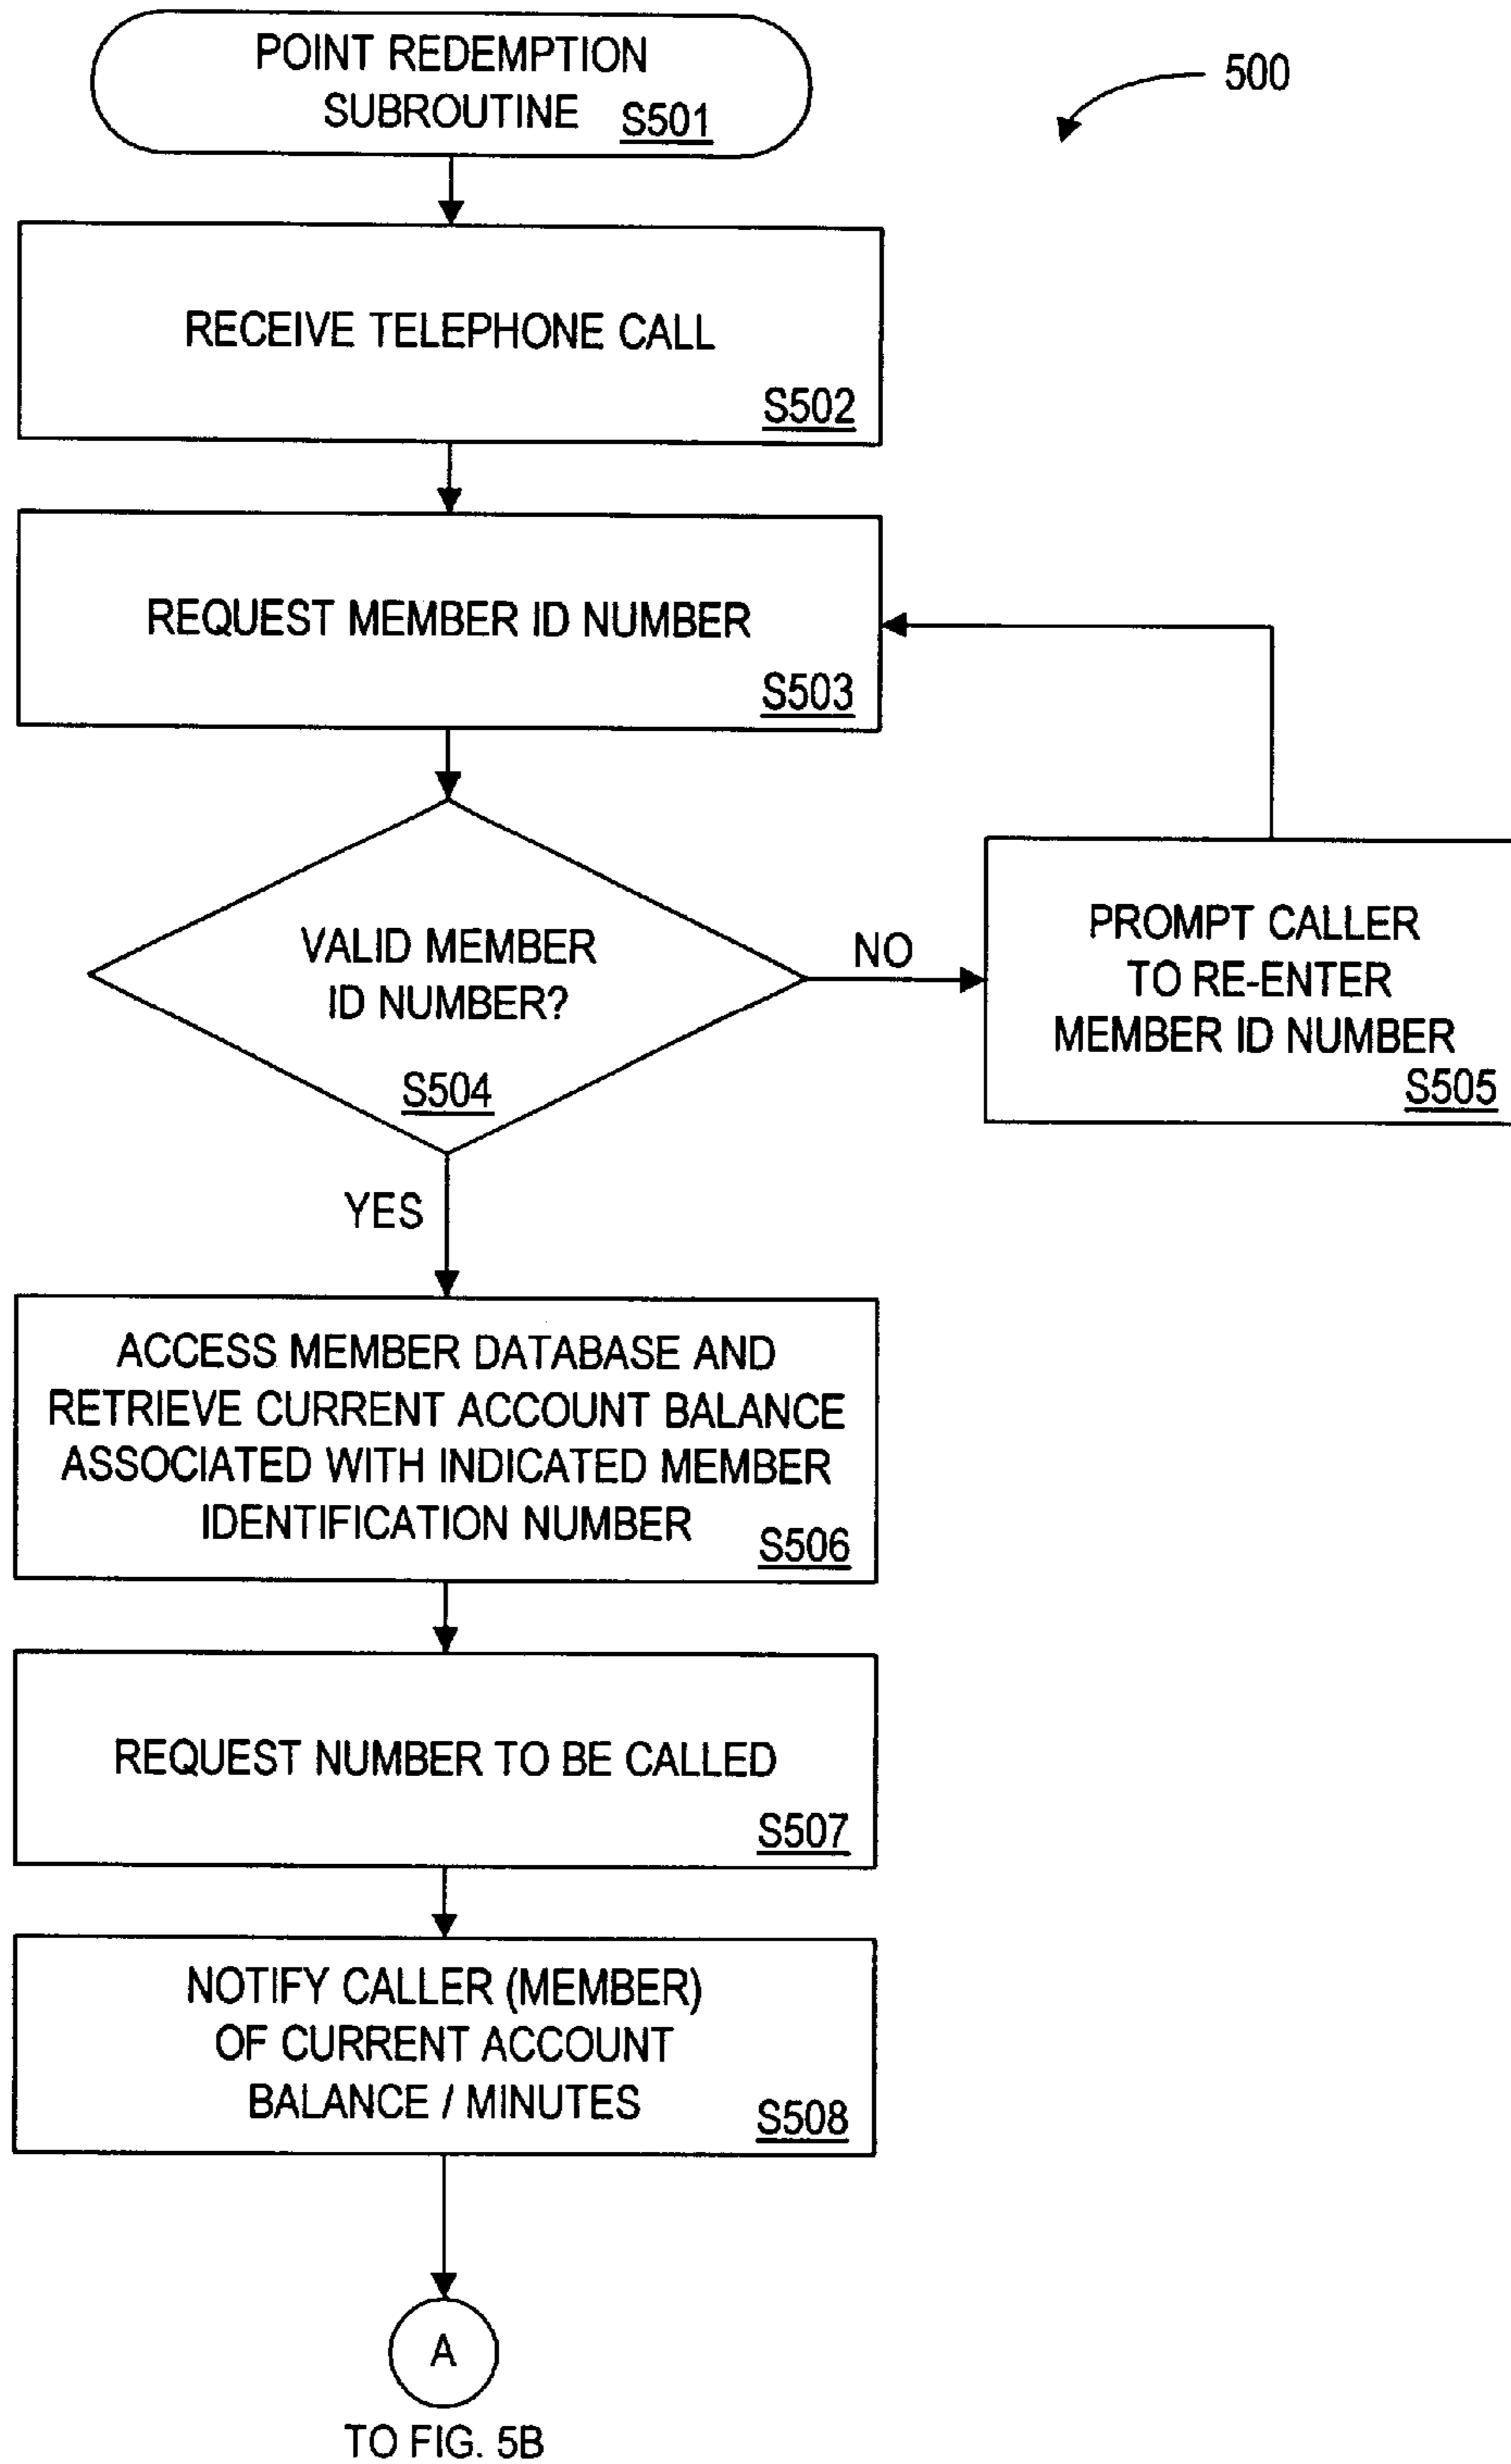 POINT REDEMPTION
SUBROUTINE S501
500
RECEIVE TELEPHONE CALL
S502
REQUEST MEMBER ID NUMBER
S503
VALID MEMBER
ID NUMBER?
S504
NO
PROMPT CALLER
TO RE-ENTER
MEMBER ID NUMBER
S505
YES
ACCESS MEMBER DATABASE AND
RETRIEVE CURRENT ACCOUNT BALANCE
ASSOCIATED WITH INDICATED MEMBER
IDENTIFICATION NUMBER
S506
REQUEST NUMBER TO BE CALLED
S507
NOTIFY CALLER (MEMBER)
OF CURRENT ACCOUNT
BALANCE / MINUTES
S508
A
TO FIG. 5B